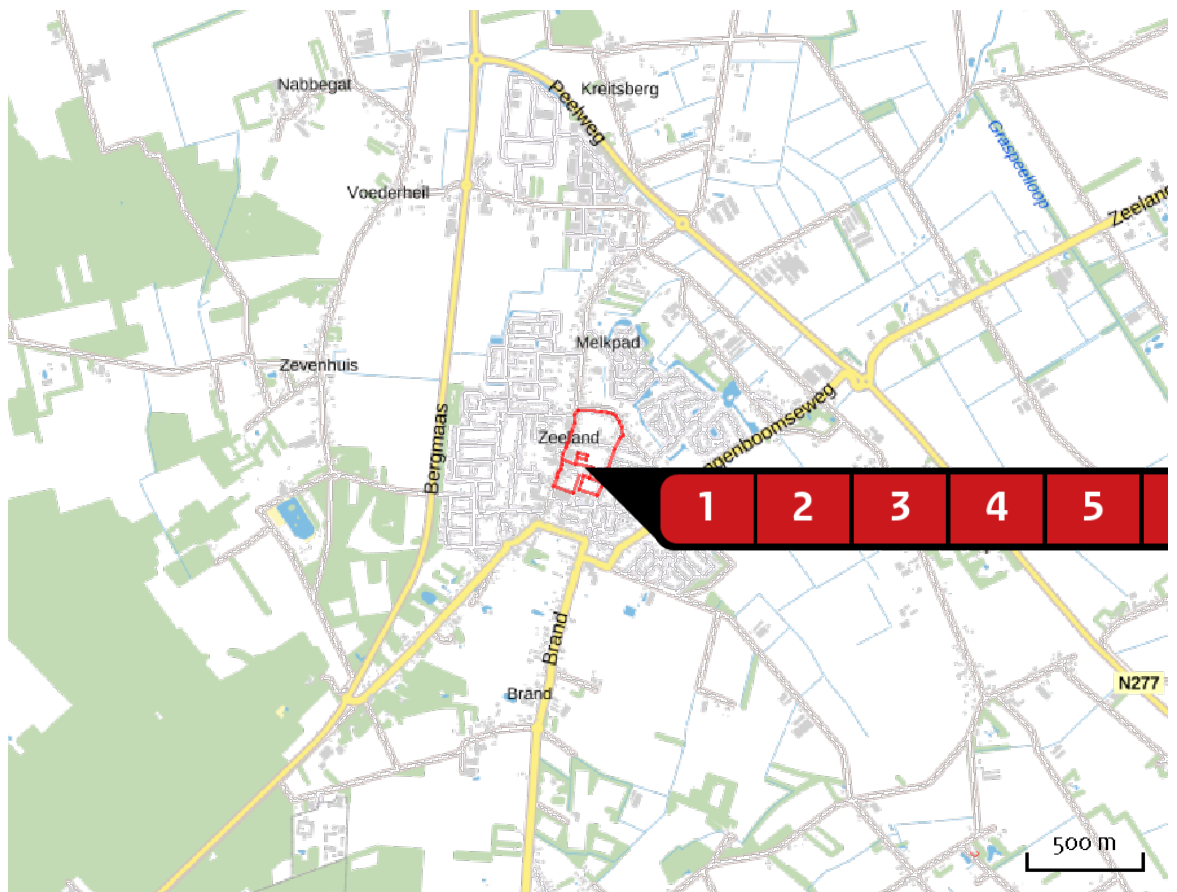 Nabbegat
Kreitsberg
Peelweg
Graspeelloop
Voederheil
Zeeland
Melkpad
Zevenhuis
Bergmaas
Zeeland
1 2 3 4 5
Brand
Brand
N277
500 m